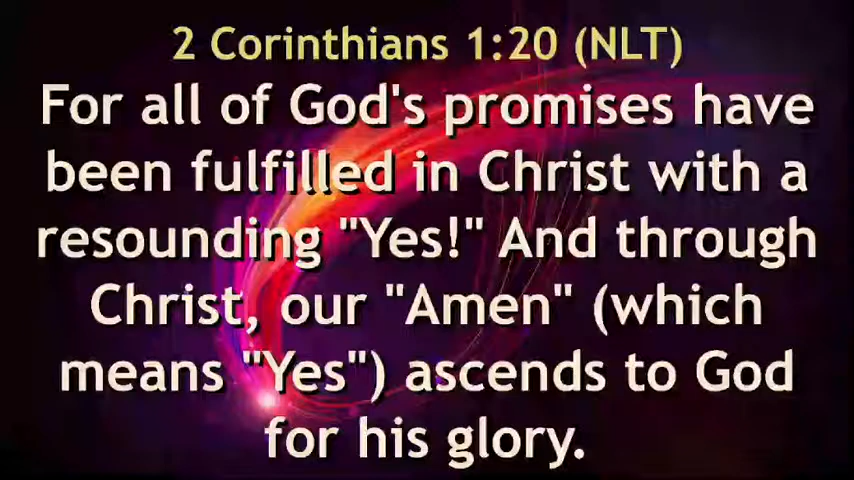 2 Corinthians 1:20 (NLT)
For all of God's promises have
been fulfilled in Christ with a
resounding "Yes!" And through
Christ, our "Amen" (which
means "Yes") ascends to God
for his glory.